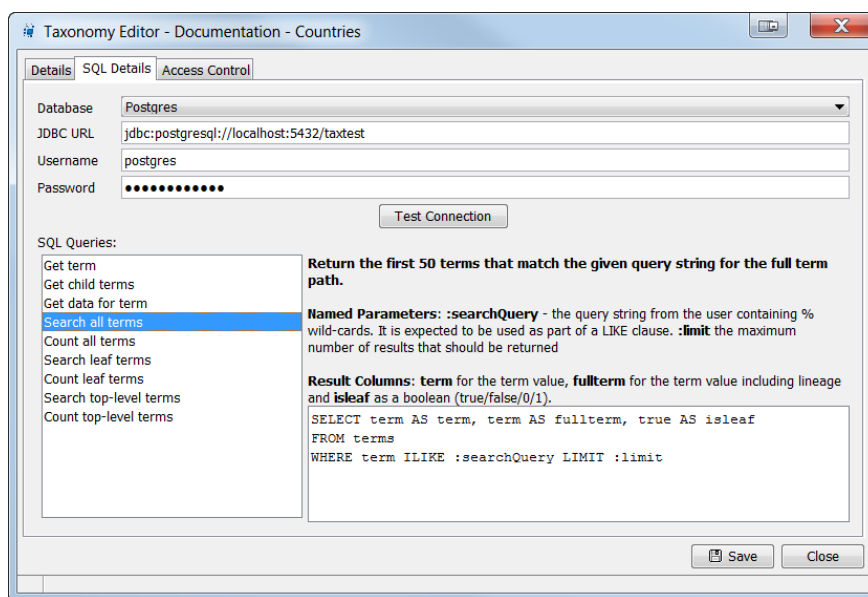 Taxonomy Editor - Documentation - Countries
Details
SQL Details
Access Control
Database
Postgres
JDBC URL
jdbc:postgresql://localhost:5432/taxtest
Username
postgres
Password
••••••••••••
Test Connection
SQL Queries:
Get term
Get child terms
Get data for term
Search all terms
Count all terms
Search leaf terms
Count leaf terms
Search top-level terms
Count top-level terms
Return the first 50 terms that match the given query string for the full term
path.
Named Parameters: :searchQuery - the query string from the user containing %
wild-cards. It is expected to be used as part of a LIKE clause. :limit the maximum
number of results that should be returned
Result Columns: term for the term value, fullterm for the term value including lineage
and isleaf as a boolean (true/false/0/1).
SELECT term AS term, term AS fullterm, true AS isleaf
FROM terms
WHERE term ILIKE :searchQuery LIMIT :limit
Save
Close